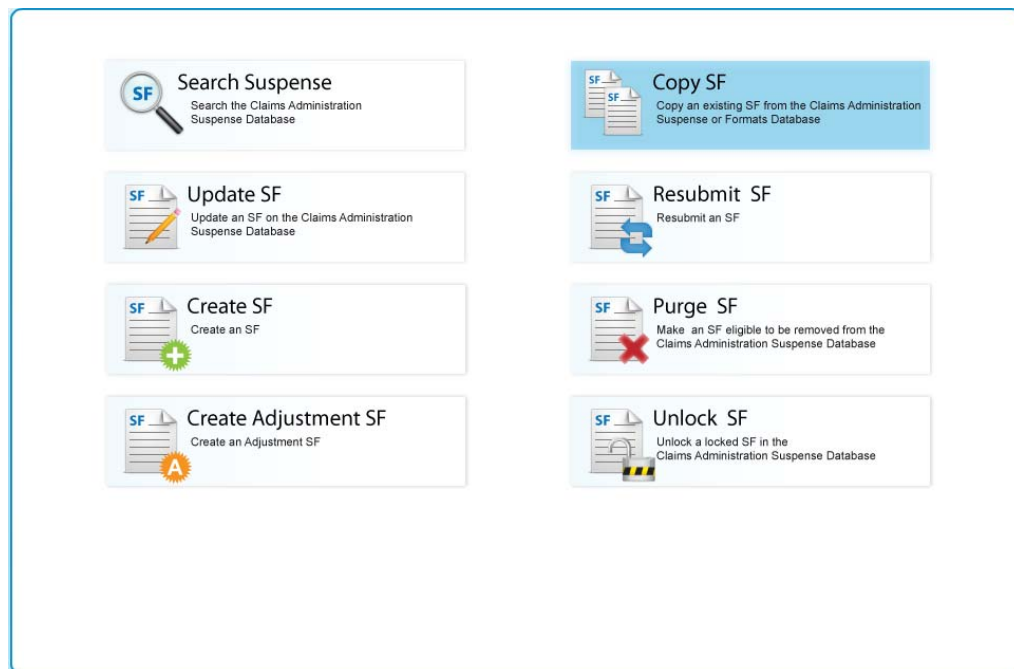 SF
Search Suspense
Search the Claims Administration
Suspense Database
SF
Update SF
Update an SF on the Claims Administration
Suspense Database
SF
Create SF
Create an SF
SF
A
Create Adjustment SF
Create an Adjustment SF
SF
SF
Copy SF
Copy an existing SF from the Claims Administration
Suspense or Formats Database
SF
Resubmit SF
Resubmit an SF
SF
Purge SF
Make an SF eligible to be removed from the
Claims Administration Suspense Database
SF
Unlock SF
Unlock a locked SF in the
Claims Administration Suspense Database